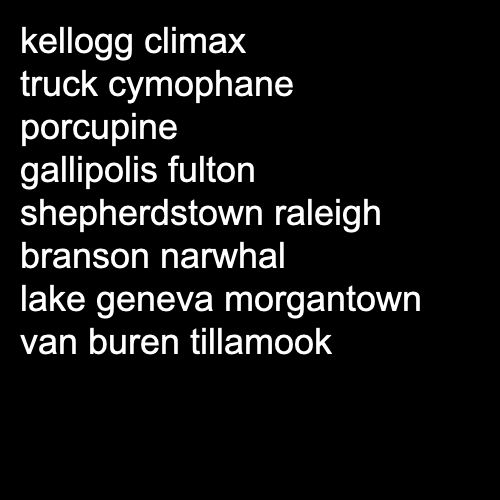 kellogg climax
truck cymophane
porcupine
gallipolis fulton
shepherdstown raleigh
branson narwhal
lake geneva morgantown
van buren tillamook